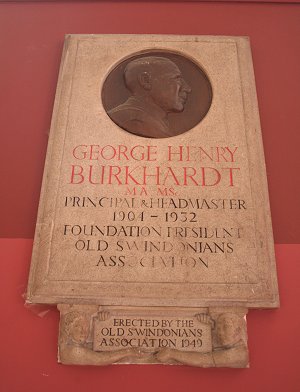 GEORGE HENRY
BURKHARDT
M.A. M.S.
PRINCIPAL & HEADMASTER
1904 - 1932
FOUNDATION PRESIDENT
OLD SWINDONIANS
ASSOCIATION
ERECTED BY THE
OLD SWINDONIANS
ASSOCIATION 1949